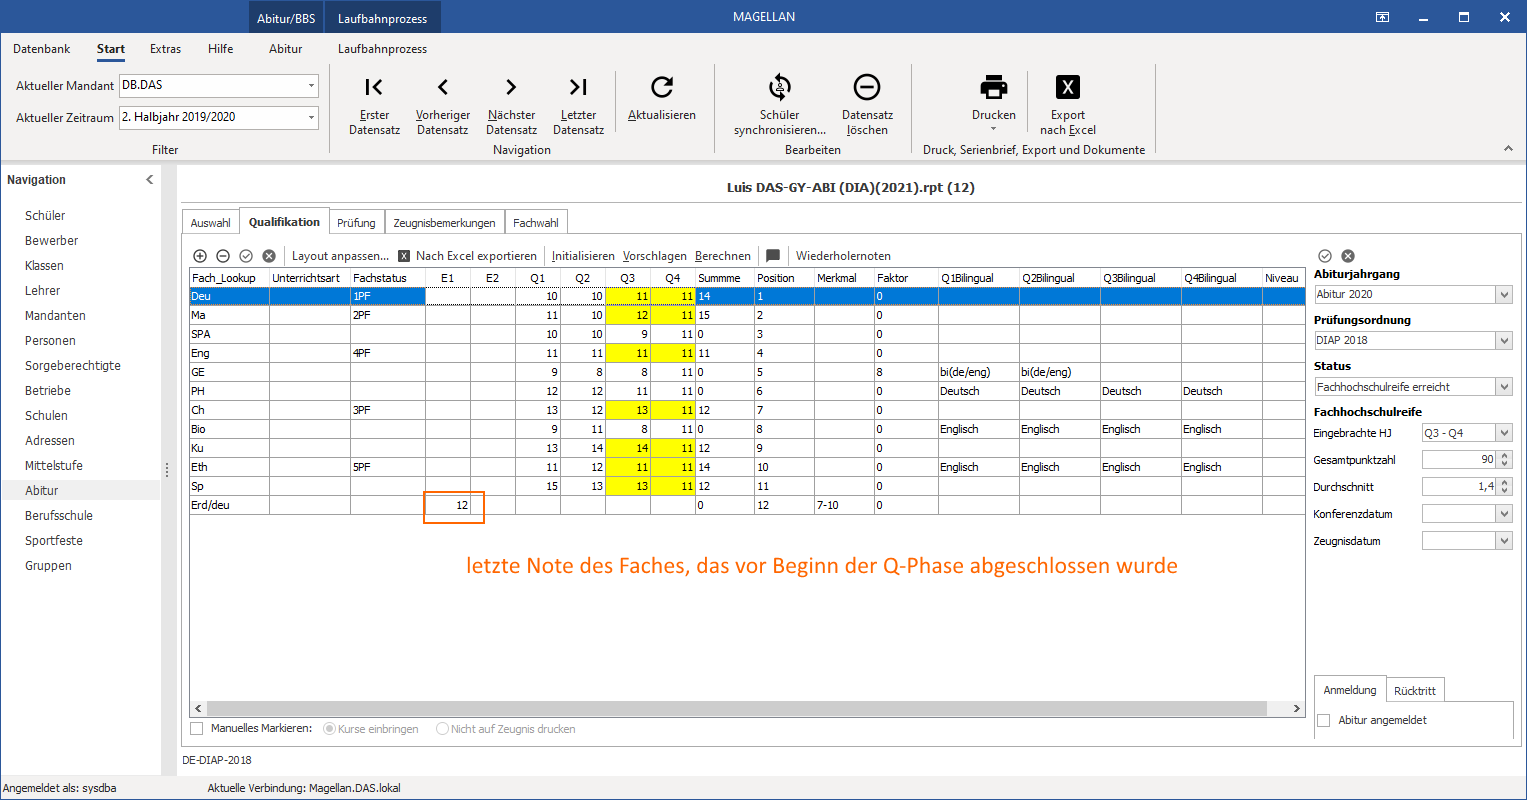 Abitur/BBS Laufbahnprozess MAGELLAN
Datenbank Start Extras Hilfe Abitur Laufbahnprozess
Aktueller Mandant DB.DAS
Aktueller Zeitraum 2. Halbjahr 2019/2020
Filter
Erster Datensatz
Vorheriger Datensatz
Nächster Datensatz
Letzter Datensatz
Navigation
Aktualisieren
Schüler synchronisieren...
Datensatz löschen
Bearbeiten
Drucken
Export nach Excel
Druck, Serienbrief, Export und Dokumente
Navigation
Schüler
Bewerber
Klassen
Lehrer
Mandanten
Personen
Sorgeberechtigte
Betriebe
Schulen
Adressen
Mittelstufe
Abitur
Berufsschule
Sportfeste
Gruppen
Luis DAS-GY-ABI (DIA)(2021).rpt (12)
Auswahl Qualifikation Prüfung Zeugnisbemerkungen Fachwahl
Layout anpassen... X Nach Excel exportieren Initialisieren Vorschlagen Berechnen Wiederholernoten
Fach_Lookup Unterrichtsart Fachstatus E1 E2 Q1 Q2 Q3 Q4 Summme Position Merkmal Faktor Q1Bilingual Q2Bilingual Q3Bilingual Q4Bilingual Niveau
Deu 1PF 10 10 11 11 14 1 0
Ma 2PF 11 10 12 11 15 2 0
SPA 10 10 9 11 0 3 0
Eng 4PF 11 11 11 11 11 4 0
GE 9 8 8 11 0 5 8 bi(de/eng) bi(de/eng)
PH 12 12 11 11 0 6 0 Deutsch Deutsch Deutsch Deutsch
Ch 3PF 13 12 13 11 12 7 0
Bio 9 11 8 11 0 8 0 Englisch Englisch Englisch Englisch
Ku 13 14 14 11 12 9 0
Eth 5PF 11 12 11 11 14 10 0 Englisch Englisch Englisch Englisch
Sp 15 13 13 11 12 11 0
Erd/deu 12 0 12 7-10 0
letzte Note des Faches, das vor Beginn der Q-Phase abgeschlossen wurde
Manuelles Markieren: Kurse einbringen Nicht auf Zeugnis drucken
Abiturjahrgang
Abitur 2020
Prüfungsordnung
DIAP 2018
Status
Fachhochschulreife erreicht
Fachhochschulreife
Eingebrachte HJ Q3 - Q4
Gesamtpunktzahl 90
Durchschnitt 1,4
Konferenzdatum
Zeugnisdatum
Anmeldung Rücktritt
Abitur angemeldet
DE-DIAP-2018
Angemeldet als: sysdba Aktuelle Verbindung: Magellan.DAS.lokal